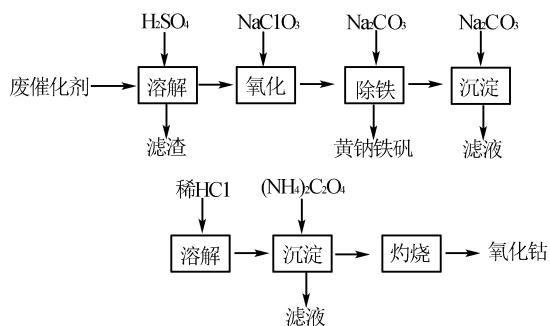 H₂SO₄ NaClO₃ Na₂CO₃ Na₂CO₃
废催化剂 溶解 氧化 除铁 沉淀
滤渣 黄钠铁矾 滤液
稀HCl (NH₄)₂C₂O₄
溶解 沉淀 灼烧 氧化钴
滤液